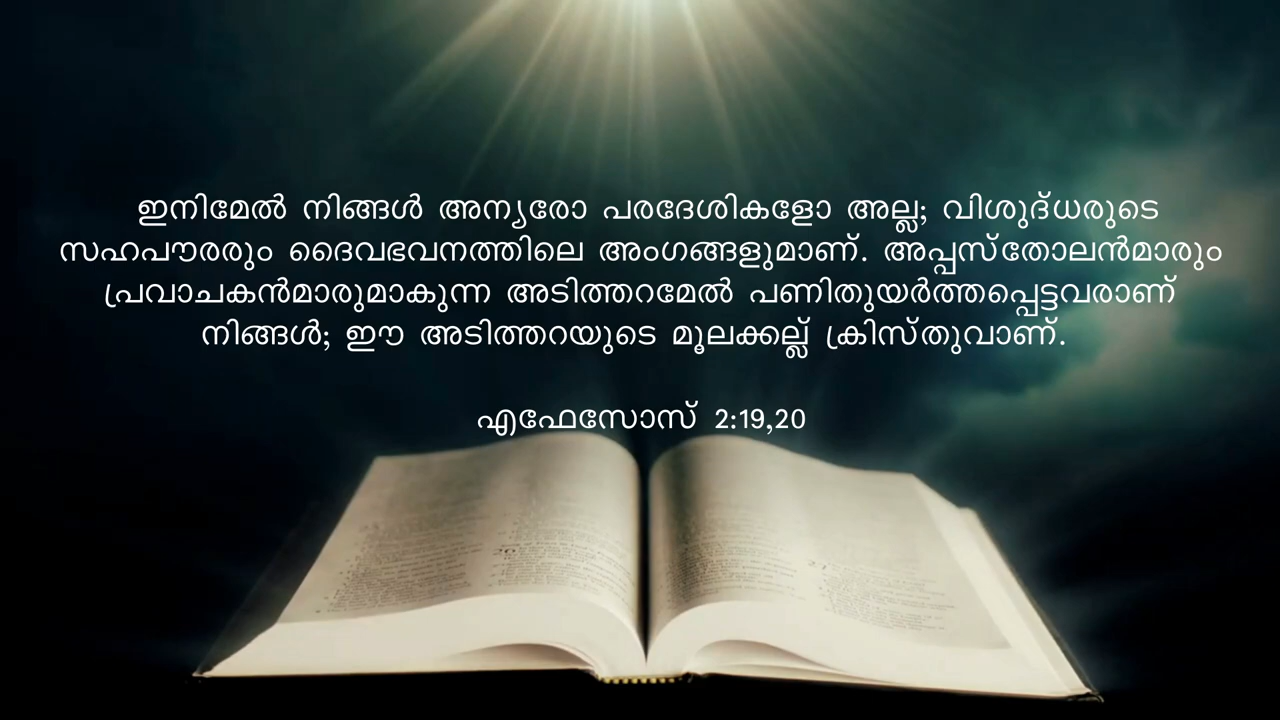 ഇനിമേൽ നിങ്ങൾ അന്യരോ പരദേശികളോ അല്ല; വിശുദ്ധരുടെ
സഹപൗരരും ദൈവഭവനത്തിലെ അംഗങ്ങളുമാണ്. അപ്പസ്തോലൻമാരും
പ്രവാചകൻമാരുമാകുന്ന അടിത്തറമേൽ പണിതുയർത്തപ്പെട്ടവരാണ്
നിങ്ങൾ; ഈ അടിത്തറയുടെ മൂലക്കല്ല് ക്രിസ്തുവാണ്.
എഫേസോസ് 2:19,20